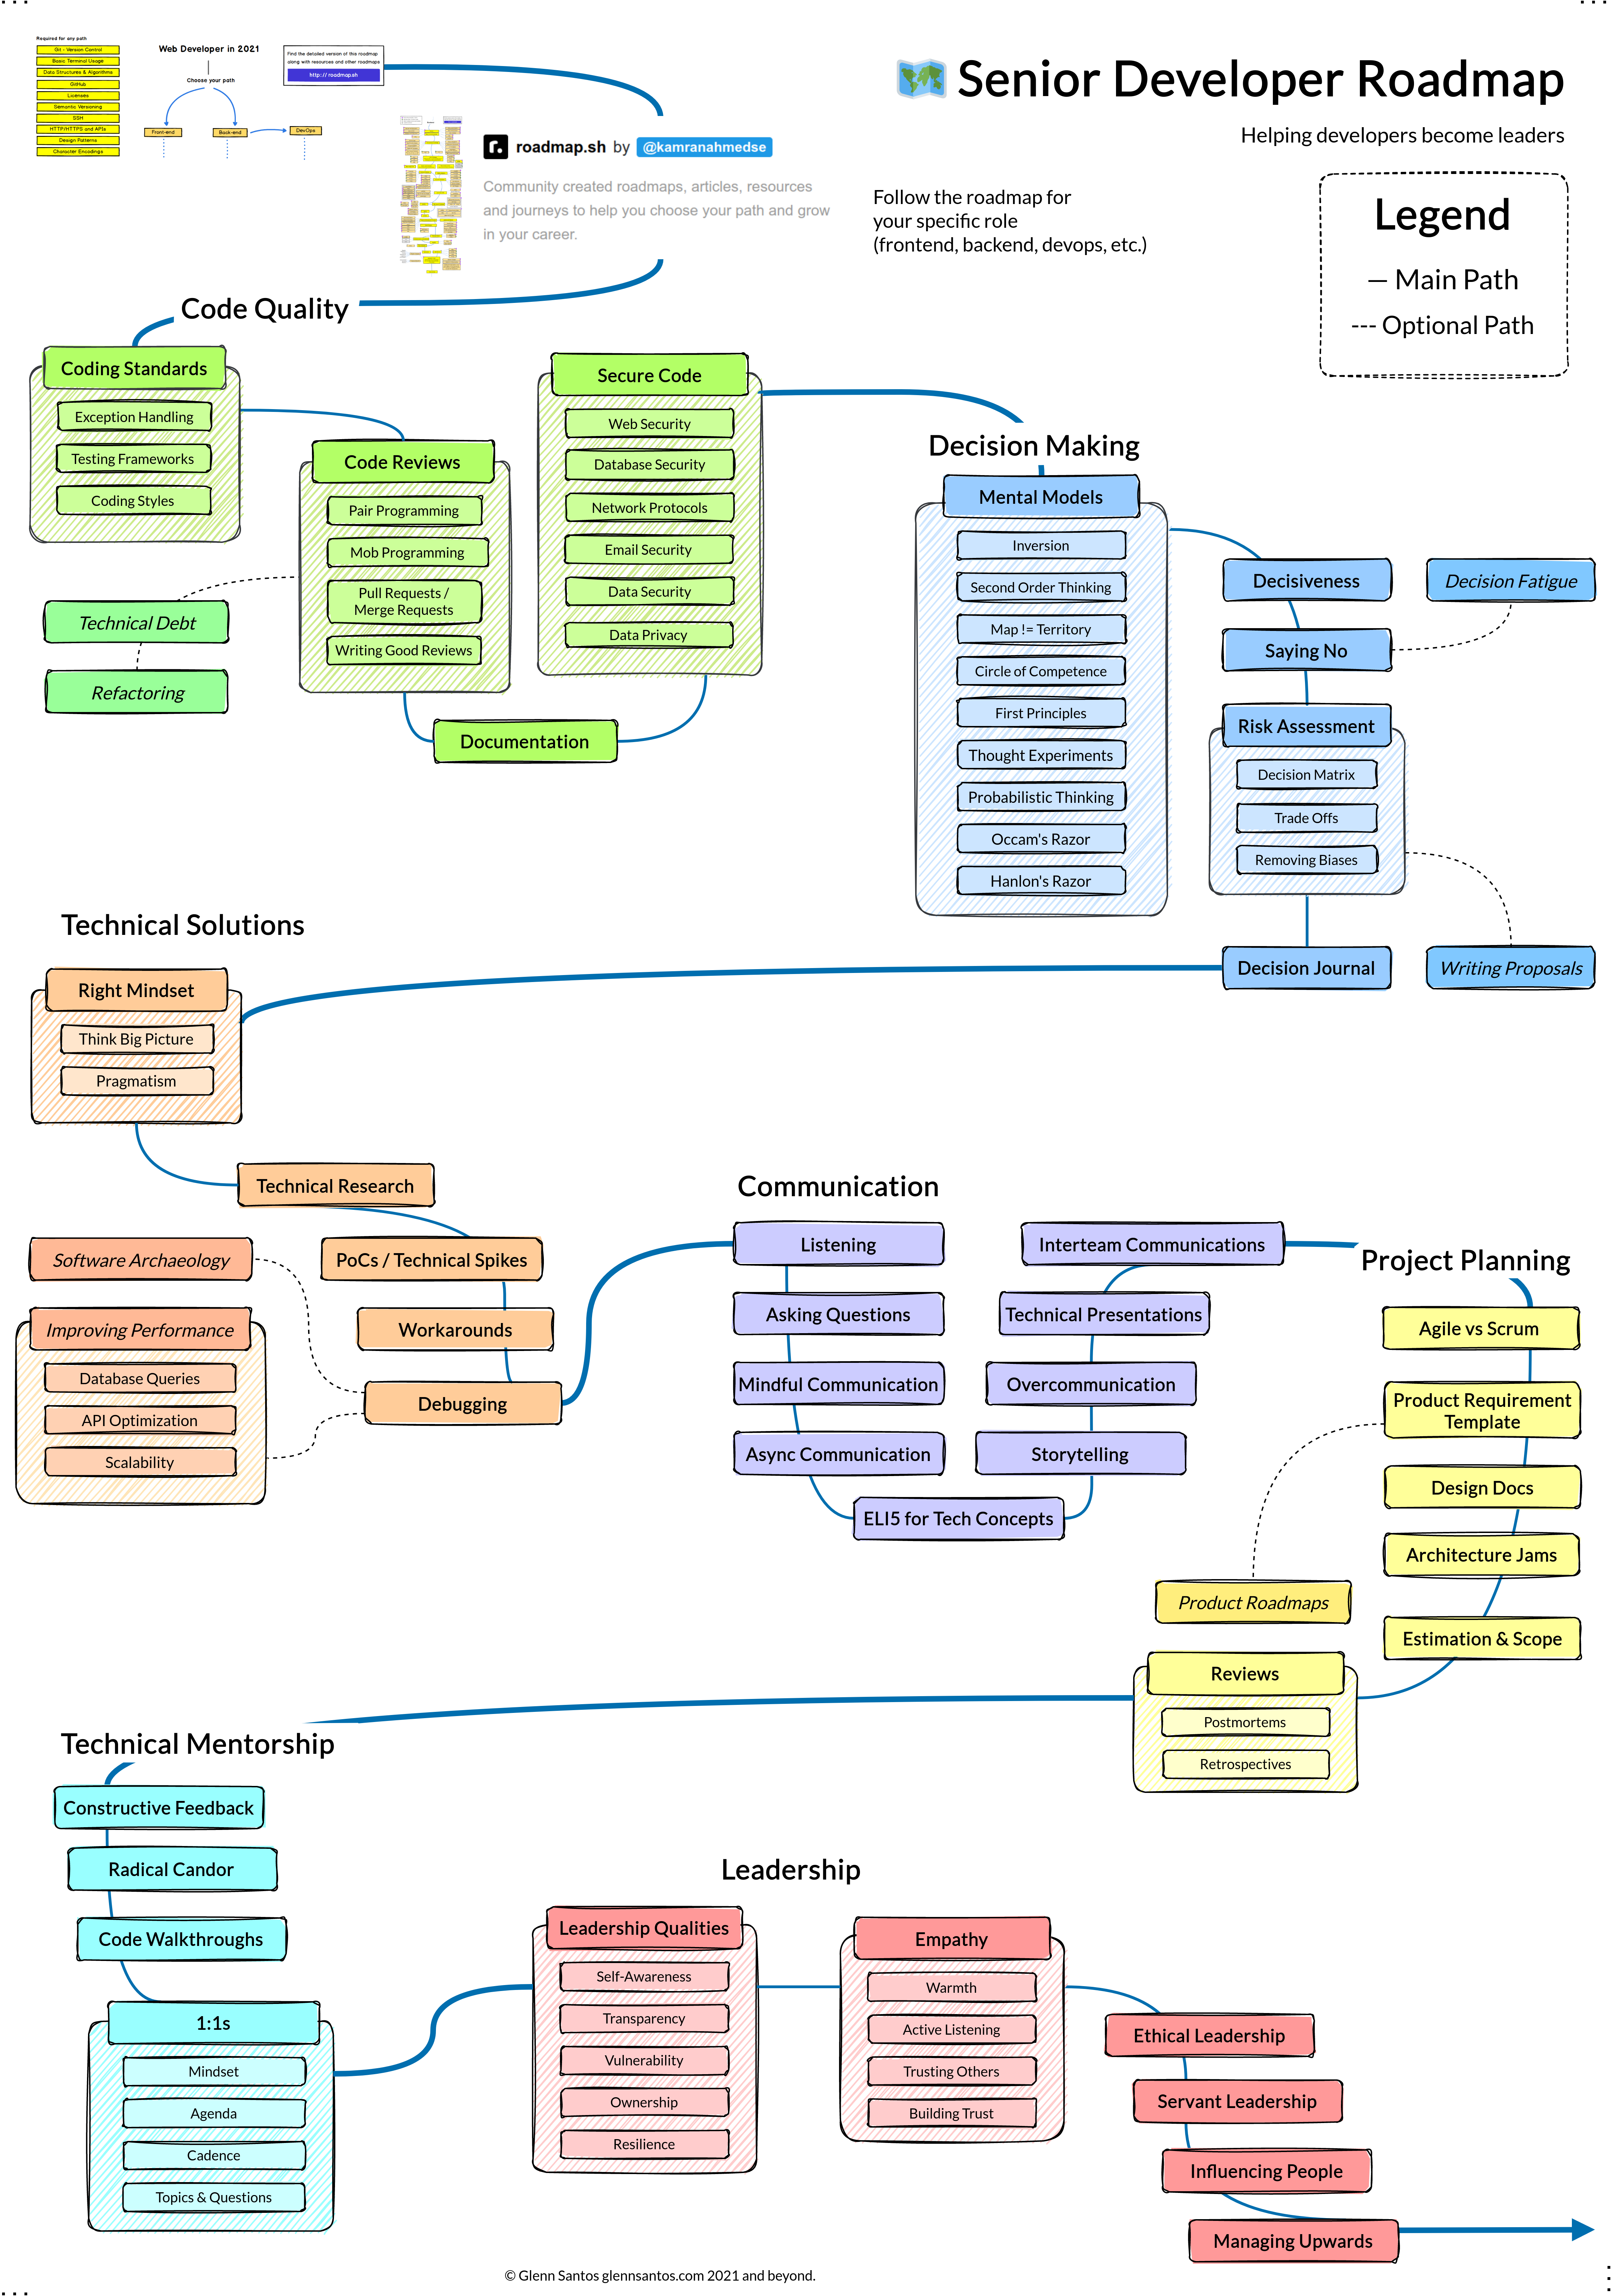 Required for any path
Git - Version Control
Basic Terminal Usage
Data Structures & Algorithms
GitHub
Licenses
Semantic Versioning
SSH
HTTP/HTTPS and APIs
Design Patterns
Character Encodings
Web Developer in 2021
Choose your path
Front-end
Back-end
DevOps
Find the detailed version of this roadmap
along with resources and other roadmaps
http://roadmap.sh
r. roadmap.sh by @kamranahmedse
Community created roadmaps, articles, resources
and journeys to help you choose your path and grow
in your career.
Senior Developer Roadmap
Helping developers become leaders
Follow the roadmap for
your specific role
(frontend, backend, devops, etc.)
Legend
— Main Path
--- Optional Path
Code Quality
Coding Standards
Exception Handling
Testing Frameworks
Coding Styles
Code Reviews
Pair Programming
Mob Programming
Pull Requests /
Merge Requests
Writing Good Reviews
Technical Debt
Refactoring
Documentation
Secure Code
Web Security
Database Security
Network Protocols
Email Security
Data Security
Data Privacy
Decision Making
Mental Models
Inversion
Second Order Thinking
Map != Territory
Circle of Competence
First Principles
Thought Experiments
Probabilistic Thinking
Occam's Razor
Hanlon's Razor
Decisiveness
Decision Fatigue
Saying No
Risk Assessment
Decision Matrix
Trade Offs
Removing Biases
Decision Journal
Writing Proposals
Technical Solutions
Right Mindset
Think Big Picture
Pragmatism
Technical Research
PoCs / Technical Spikes
Workarounds
Debugging
Software Archaeology
Improving Performance
Database Queries
API Optimization
Scalability
Communication
Listening
Asking Questions
Mindful Communication
Async Communication
ELI5 for Tech Concepts
Storytelling
Overcommunication
Technical Presentations
Interteam Communications
Project Planning
Agile vs Scrum
Product Requirement
Template
Design Docs
Architecture Jams
Estimation & Scope
Product Roadmaps
Reviews
Postmortems
Retrospectives
Technical Mentorship
Constructive Feedback
Radical Candor
Code Walkthroughs
1:1s
Mindset
Agenda
Cadence
Topics & Questions
Leadership
Leadership Qualities
Self-Awareness
Transparency
Vulnerability
Ownership
Resilience
Empathy
Warmth
Active Listening
Trusting Others
Building Trust
Ethical Leadership
Servant Leadership
Influencing People
Managing Upwards
© Glenn Santos glennsantos.com 2021 and beyond.